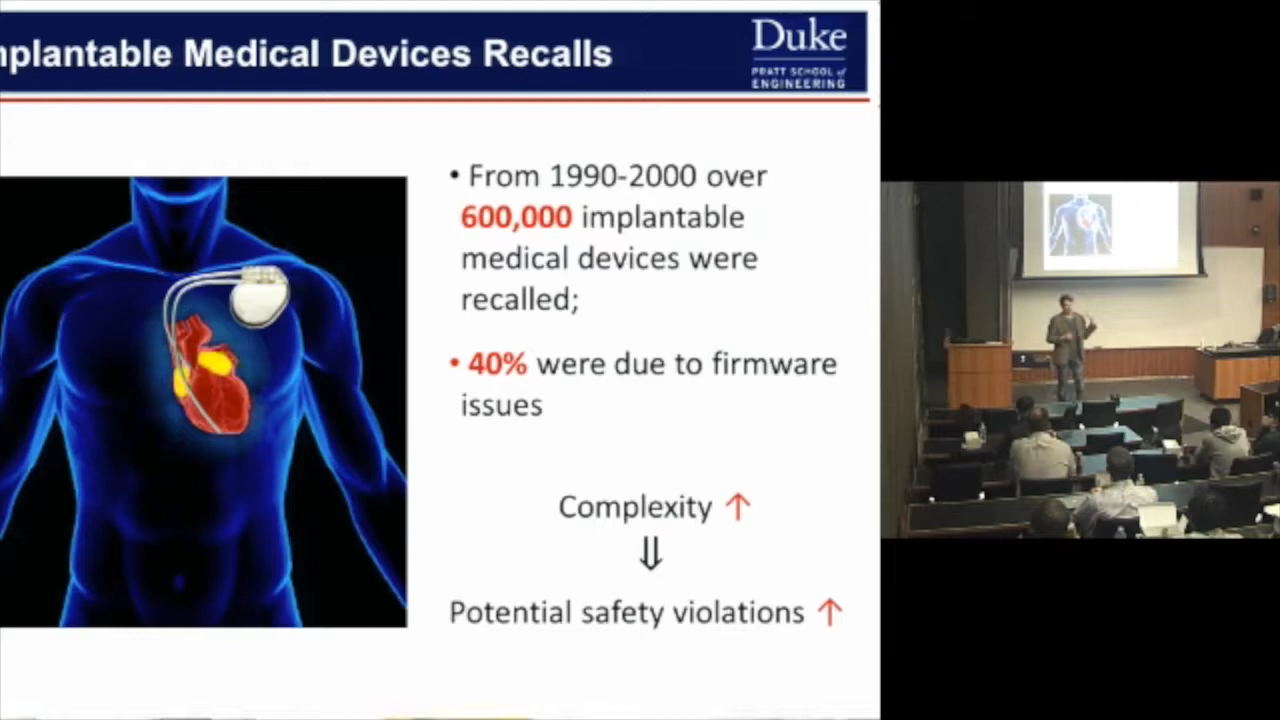 mplantable Medical Devices Recalls
Duke
PRATT SCHOOL of
ENGINEERING
• From 1990-2000 over
600,000 implantable
medical devices were
recalled;
• 40% were due to firmware
issues
Complexity ↑
⇓
Potential safety violations ↑